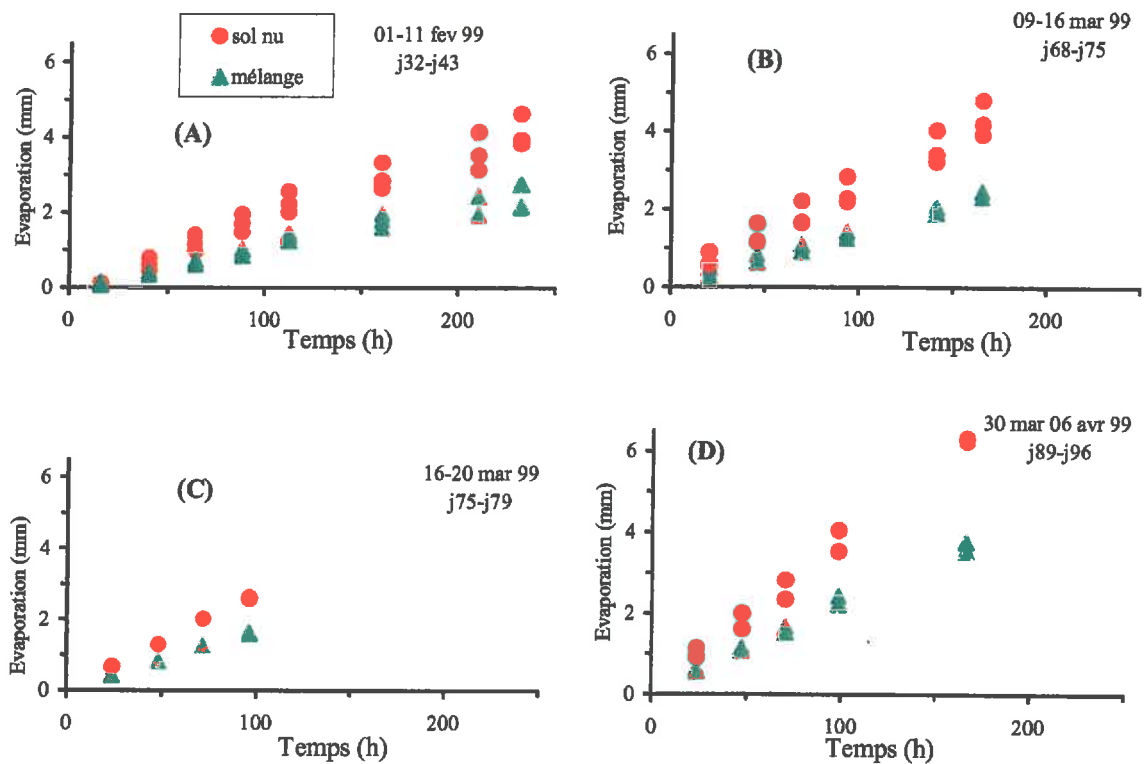 sol nu
mélange
01-11 fev 99
j32-j43
(A)
Evaporation (mm)
6
4
2
0
0 100 200
Temps (h)
09-16 mar 99
j68-j75
(B)
Evaporation (mm)
6
4
2
0
0 100 200
Temps (h)
16-20 mar 99
j75-j79
(C)
Evaporation (mm)
6
4
2
0
0 100 200
Temps (h)
30 mar 06 avr 99
j89-j96
(D)
Evaporation (mm)
6
4
2
0
0 100 200
Temps (h)